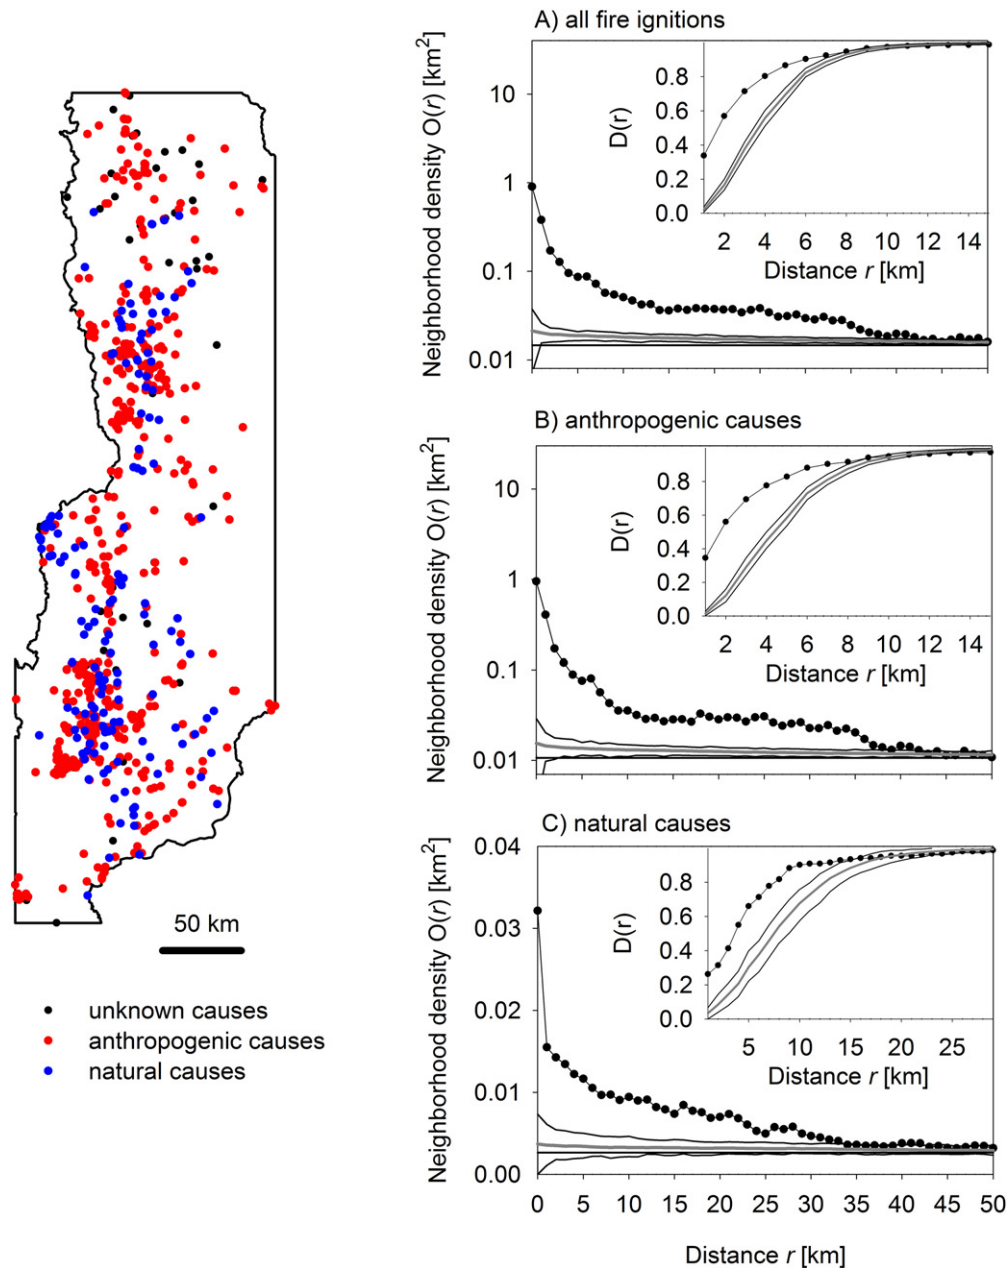 50 km
unknown causes
anthropogenic causes
natural causes
A) all fire ignitions
Neighborhood density O(r) [km²]
10
1
0.1
0.01
D(r)
0.8
0.6
0.4
0.2
0.0
2 4 6 8 10 12 14
Distance r [km]
B) anthropogenic causes
Neighborhood density O(r) [km²]
10
1
0.1
0.01
D(r)
0.8
0.6
0.4
0.2
0.0
2 4 6 8 10 12 14
Distance r [km]
C) natural causes
Neighborhood density O(r) [km²]
0.04
0.03
0.02
0.01
0.00
D(r)
0.8
0.6
0.4
0.2
0.0
5 10 15 20 25
Distance r [km]
0 5 10 15 20 25 30 35 40 45 50
Distance r [km]